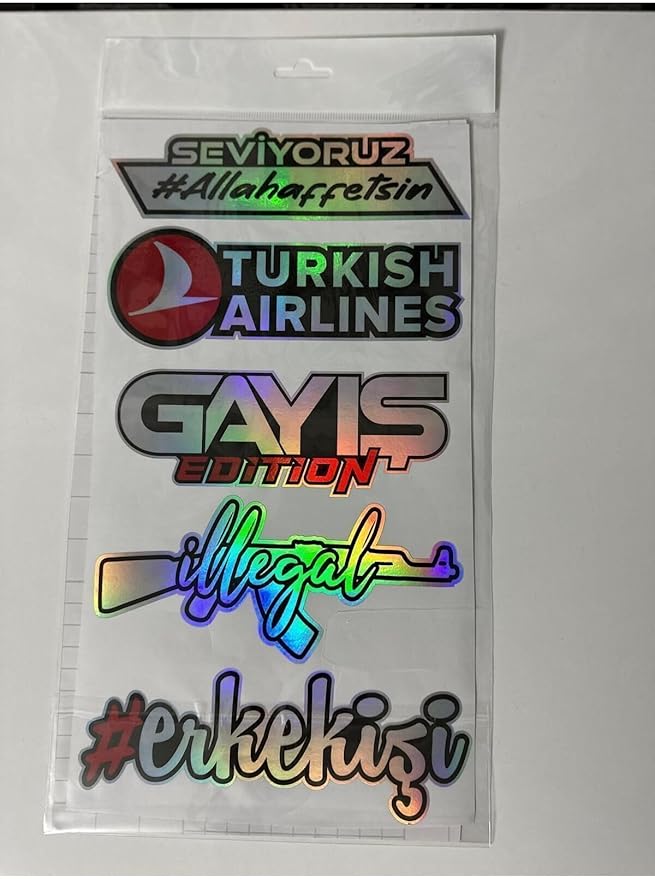 SEVİYORUZ
#Allahaffetsin
TURKISH
AIRLINES
GAYIŞ
EDITION
illegal
#erkekişi